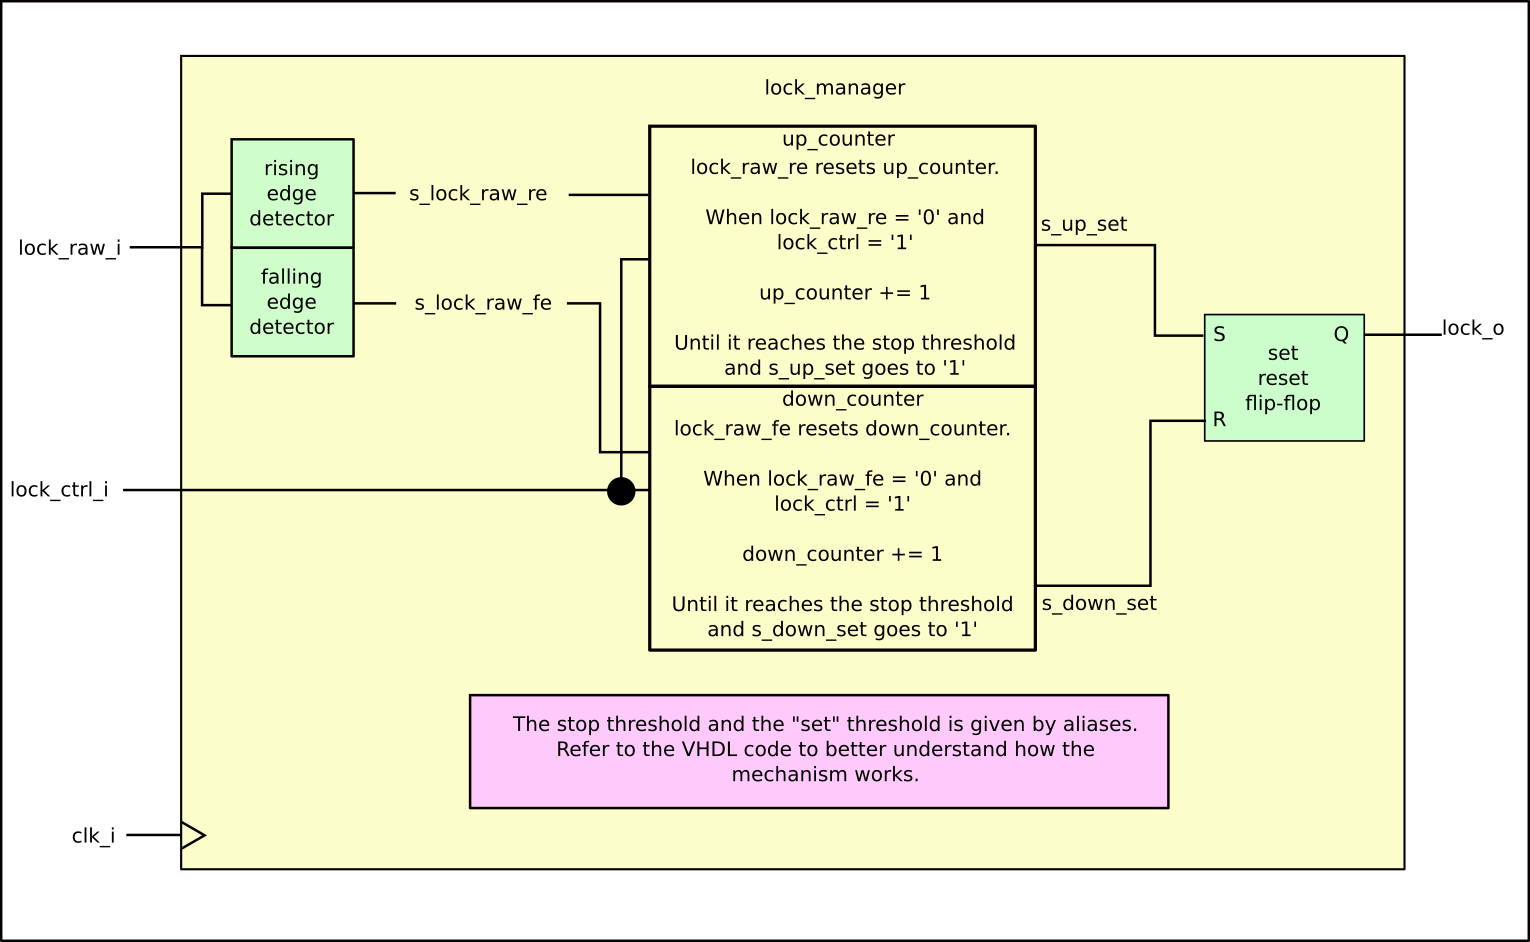 lock_manager
rising
edge
detector
falling
edge
detector
lock_raw_i
s_lock_raw_re
s_lock_raw_fe
lock_ctrl_i
up_counter
lock_raw_re resets up_counter.
When lock_raw_re = '0' and
lock_ctrl = '1'
up_counter += 1
Until it reaches the stop threshold
and s_up_set goes to '1'
down_counter
lock_raw_fe resets down_counter.
When lock_raw_fe = '0' and
lock_ctrl = '1'
down_counter += 1
Until it reaches the stop threshold
and s_down_set goes to '1'
s_up_set
s_down_set
S
Q
set
reset
flip-flop
R
lock_o
The stop threshold and the "set" threshold is given by aliases.
Refer to the VHDL code to better understand how the
mechanism works.
clk_i